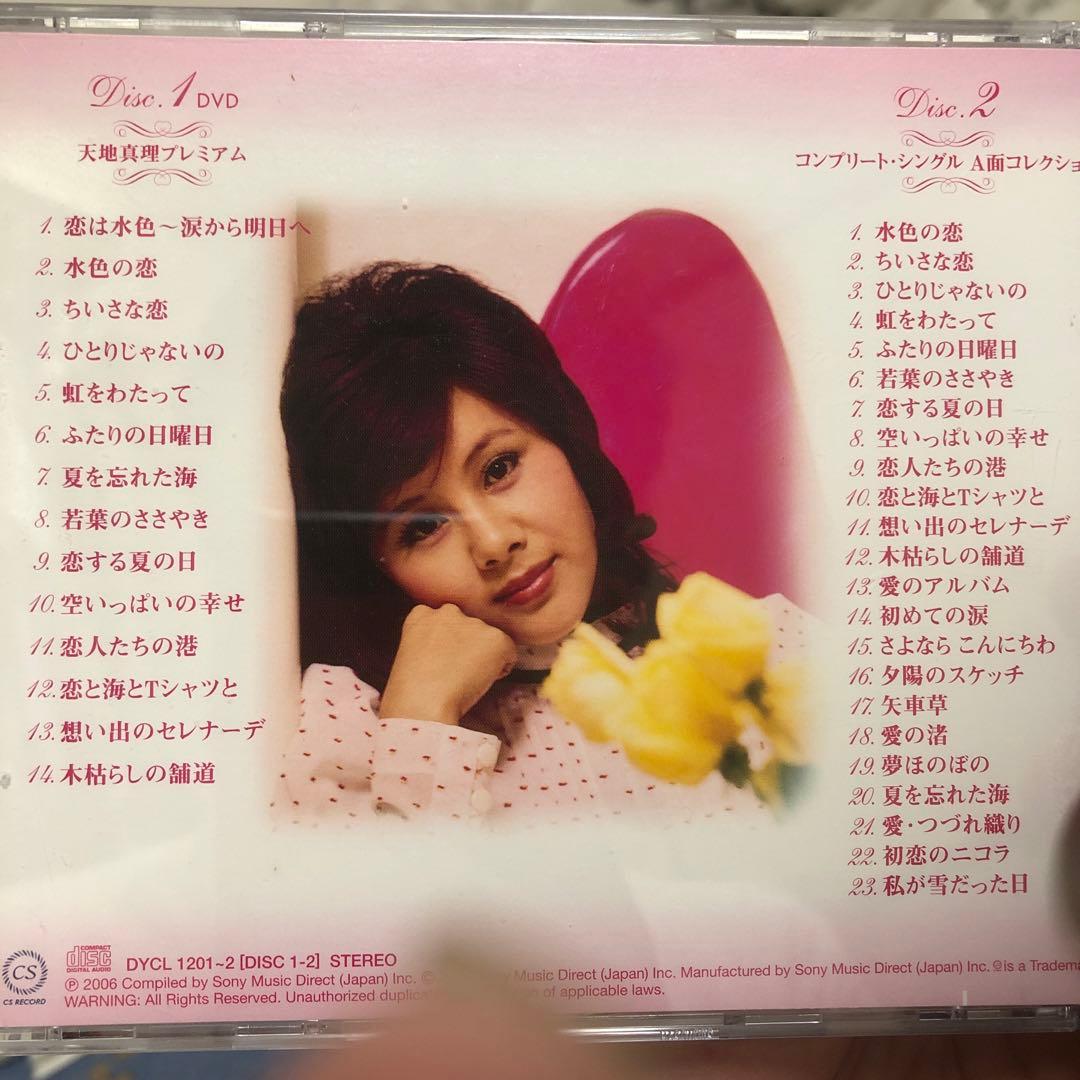 Disc.1 DVD
天地真理プレミアム
1. 恋は水色～涙から明日へ
2. 水色の恋
3. ちいさな恋
4. ひとりじゃないの
5. 虹をわたって
6. ふたりの日曜日
7. 夏を忘れた海
8. 若葉のささやき
9. 恋する夏の日
10. 空いっぱいの幸せ
11. 恋人たちの港
12. 恋と海とTシャツと
13. 想い出のセレナーデ
14. 木枯らしの舗道
Disc.2
コンプリート・シングル A面コレクショ
1. 水色の恋
2. ちいさな恋
3. ひとりじゃないの
4. 虹をわたって
5. ふたりの日曜日
6. 若葉のささやき
7. 恋する夏の日
8. 空いっぱいの幸せ
9. 恋人たちの港
10. 恋と海とTシャツと
11. 想い出のセレナーデ
12. 木枯らしの舗道
13. 愛のアルバム
14. 初めての涙
15. さよなら こんにちわ
16. 夕陽のスケッチ
17. 矢車草
18. 愛の渚
19. 夢ほのぼの
20. 夏を忘れた海
21. 愛・つづれ織り
22. 初恋のニコラ
23. 私が雪だった日
CS
CS RECORD
COMPACT
disc
DIGITAL AUDIO
DYCL 1201~2 [DISC 1-2] STEREO
℗ 2006 Compiled by Sony Music Direct (Japan) Inc. Music Direct (Japan) Inc. Manufactured by Sony Music Direct (Japan) Inc. is a Tradema
WARNING: All Rights Reserved. Unauthorized of applicable laws.